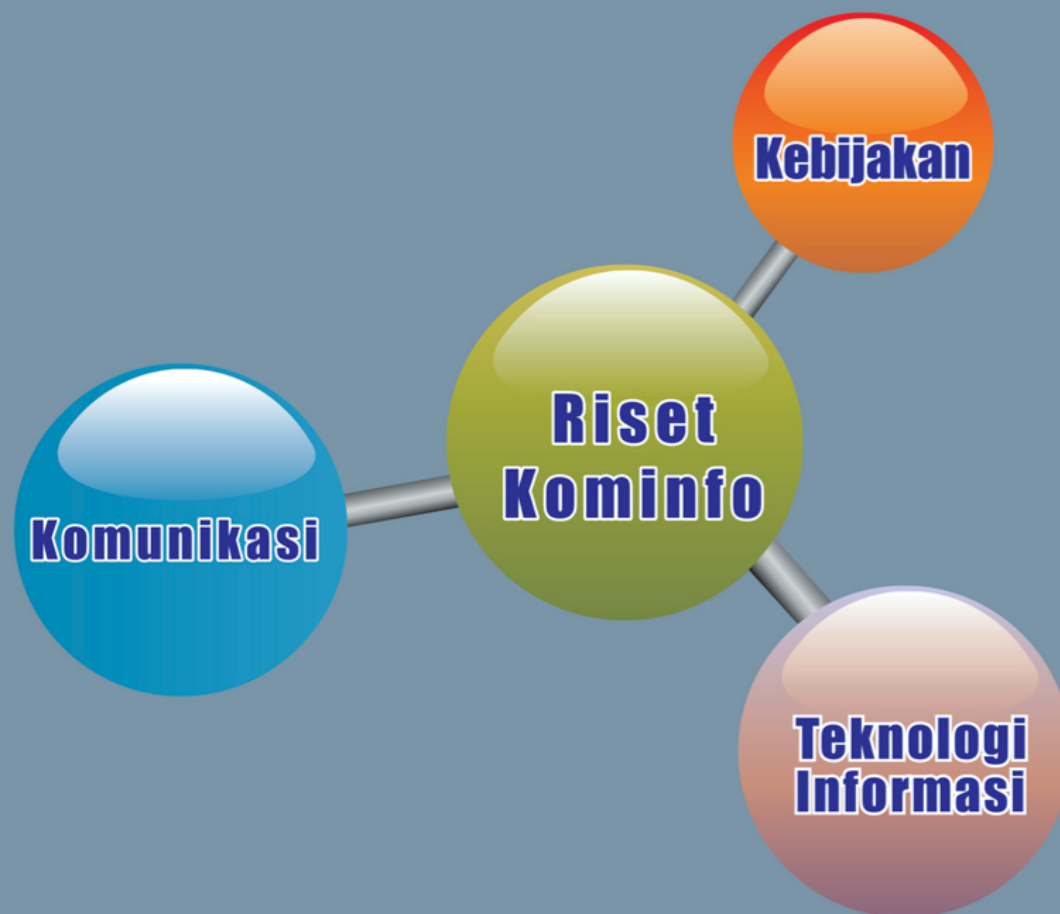 Kebijakan
Riset
Kominfo
Komunikasi
Teknologi
Informasi